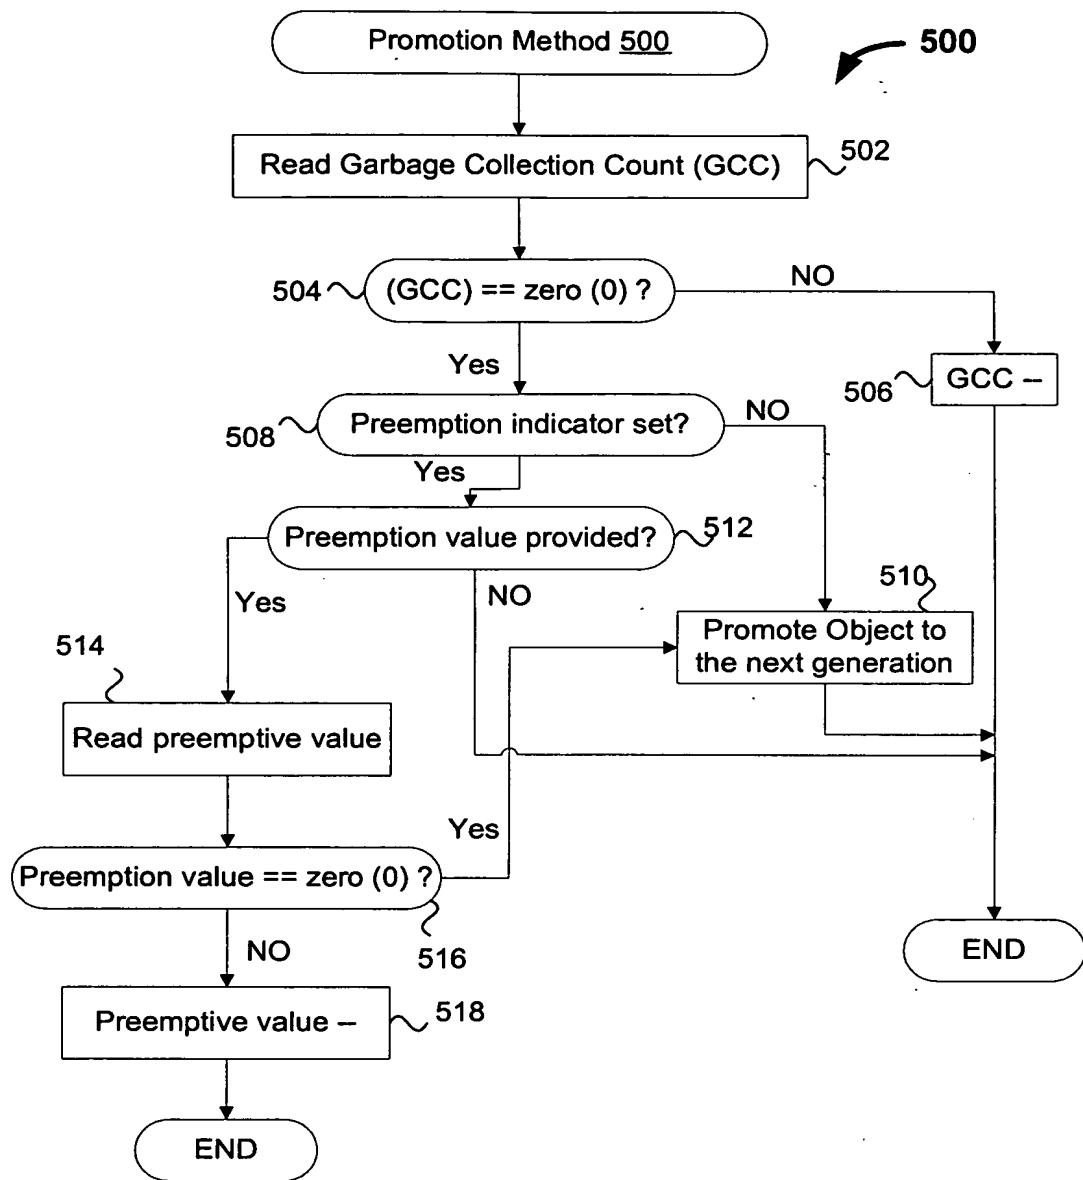 Promotion Method 500
500
Read Garbage Collection Count (GCC)
502
504
(GCC) == zero (0) ?
NO
Yes
506
GCC --
508
Preemption indicator set?
NO
Yes
Preemption value provided?
512
Yes
NO
510
Promote Object to
the next generation
514
Read preemptive value
Yes
Preemption value == zero (0) ?
516
NO
END
Preemptive value --
518
END